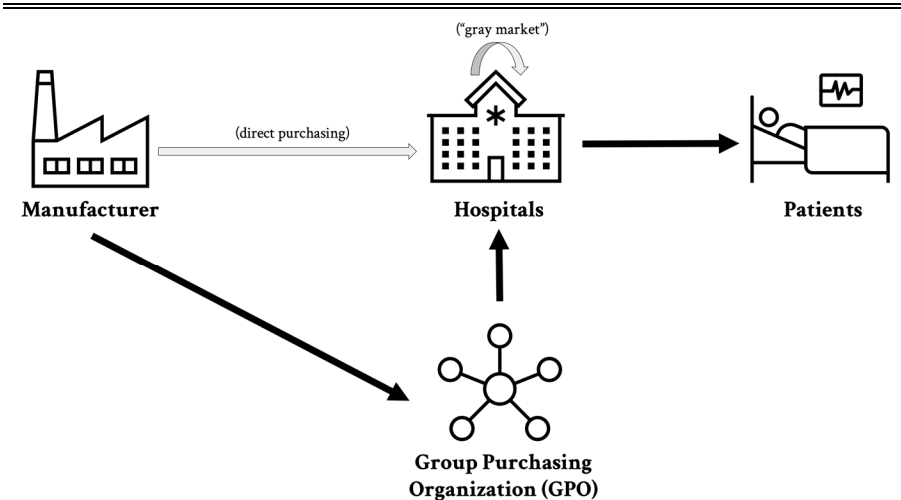 (“gray market”)
(direct purchasing)
Manufacturer
Hospitals
Patients
Group Purchasing
Organization (GPO)